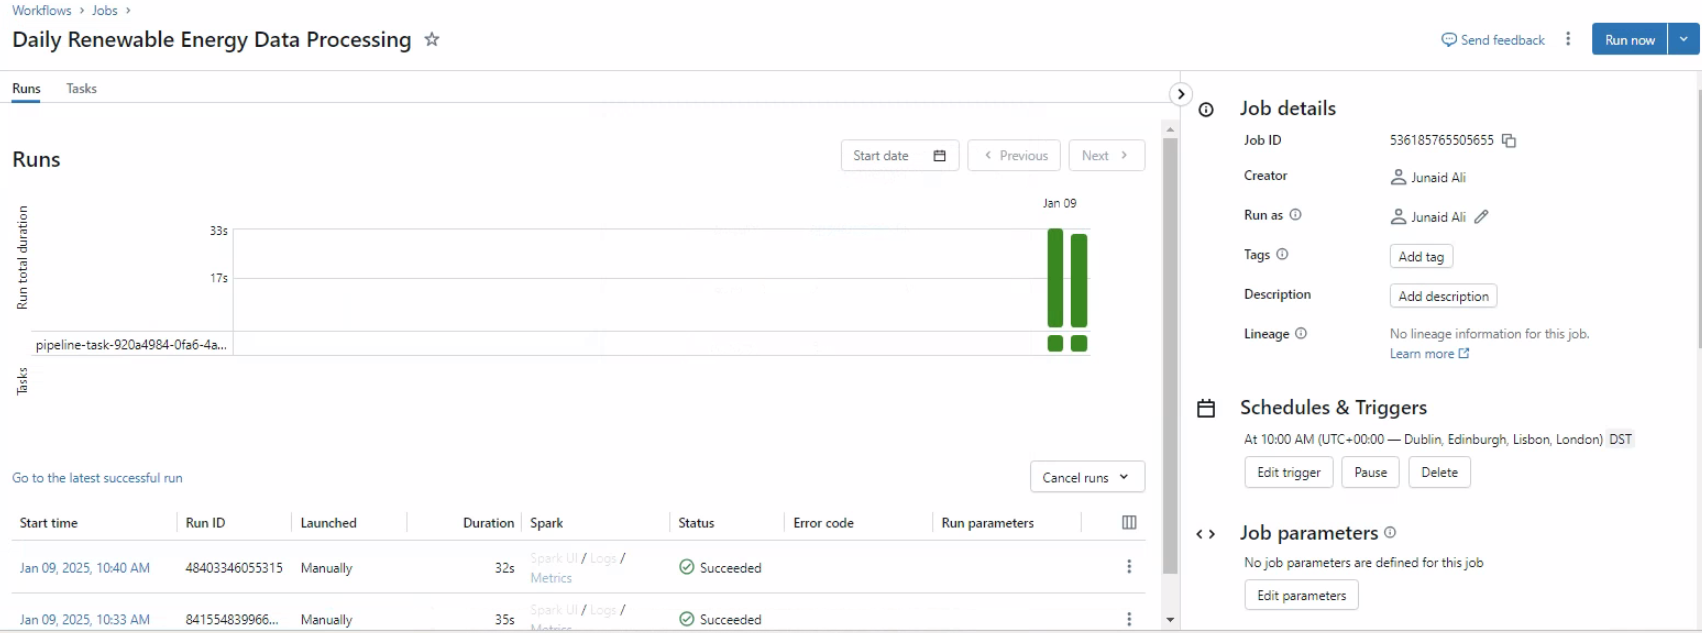 Workflows > Jobs >
Daily Renewable Energy Data Processing
Send feedback
Run now
Runs Tasks
Runs
Start date
Previous
Next
Jan 09
Run total duration
33s
17s
pipeline-task-920a4984-0fa6-4a...
Tasks
Go to the latest successful run
Cancel runs
Start time Run ID Launched Duration Spark Status Error code Run parameters
Jan 09, 2025, 10:40 AM 48403346055315 Manually 32s Spark UI / Logs / Metrics Succeeded
Jan 09, 2025, 10:33 AM 841554839966... Manually 35s Spark UI / Logs / Metrics Succeeded
Job details
Job ID 536185765505655
Creator Junaid Ali
Run as Junaid Ali
Tags Add tag
Description Add description
Lineage No lineage information for this job.
Learn more
Schedules & Triggers
At 10:00 AM (UTC+00:00 — Dublin, Edinburgh, Lisbon, London) DST
Edit trigger Pause Delete
Job parameters
No job parameters are defined for this job
Edit parameters